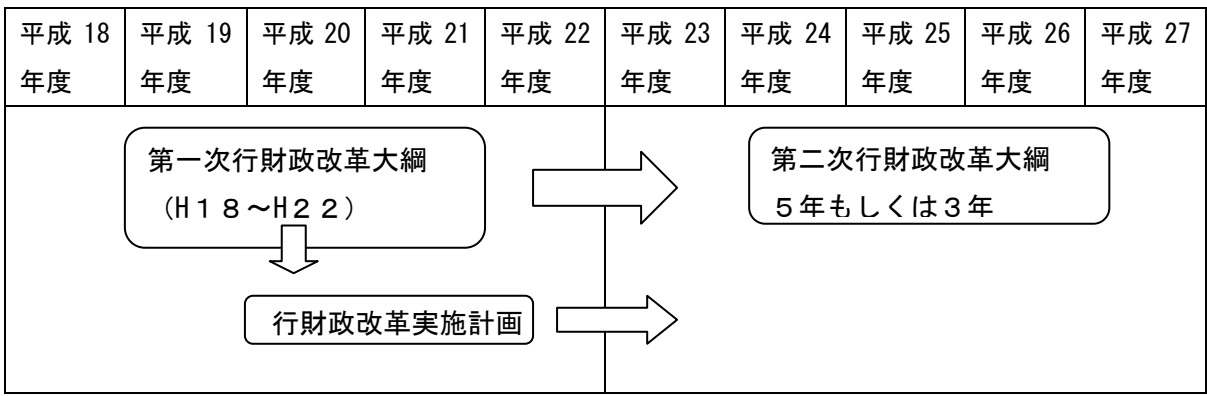 平成 18 平成 19 平成 20 平成 21 平成 22 平成 23 平成 24 平成 25 平成 26 平成 27
年度 年度 年度 年度 年度 年度 年度 年度 年度 年度
第一次行財政改革大綱
（H１８～H２２）
第二次行財政改革大綱
５年もしくは３年
行財政改革実施計画